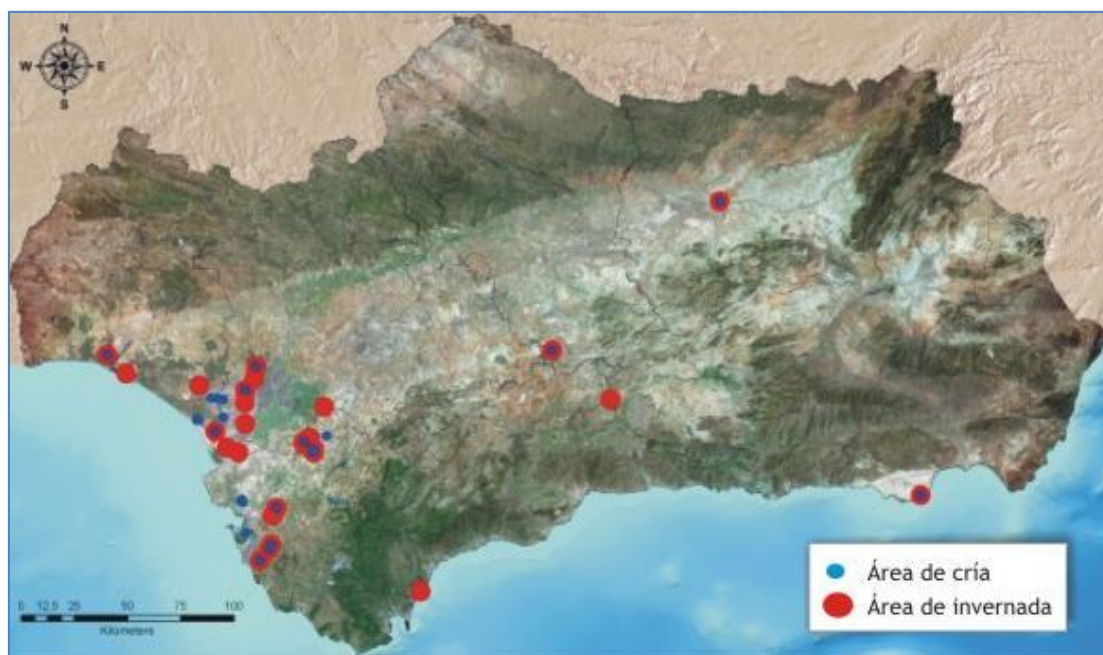 N
W E
S
Área de cría
Área de invernada
0 12,5 25 50 75 100
Kilometers